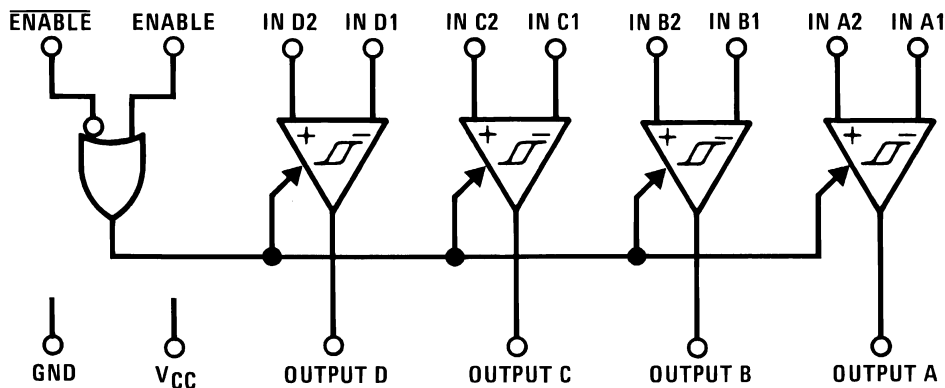 E̅N̅A̅B̅L̅E̅ ENABLE IN D2 IN D1 IN C2 IN C1 IN B2 IN B1 IN A2 IN A1
+ − + − + − + −
GND VCC OUTPUT D OUTPUT C OUTPUT B OUTPUT A